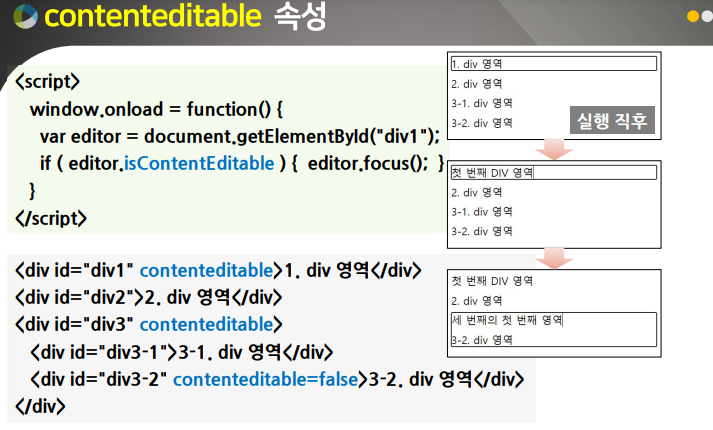 contenteditable 속성
<script>
window.onload = function() {
var editor = document.getElementById("div1");
if ( editor.isContentEditable ) { editor.focus(); }
}
</script>
<div id="div1" contenteditable>1. div 영역</div>
<div id="div2">2. div 영역</div>
<div id="div3" contenteditable>
<div id="div3-1">3-1. div 영역</div>
<div id="div3-2" contenteditable=false>3-2. div 영역</div>
</div>
1. div 영역
2. div 영역
3-1. div 영역
3-2. div 영역
실행 직후
첫 번째 DIV 영역
2. div 영역
3-1. div 영역
3-2. div 영역
첫 번째 DIV 영역
2. div 영역
세 번째의 첫 번째 영역
3-2. div 영역